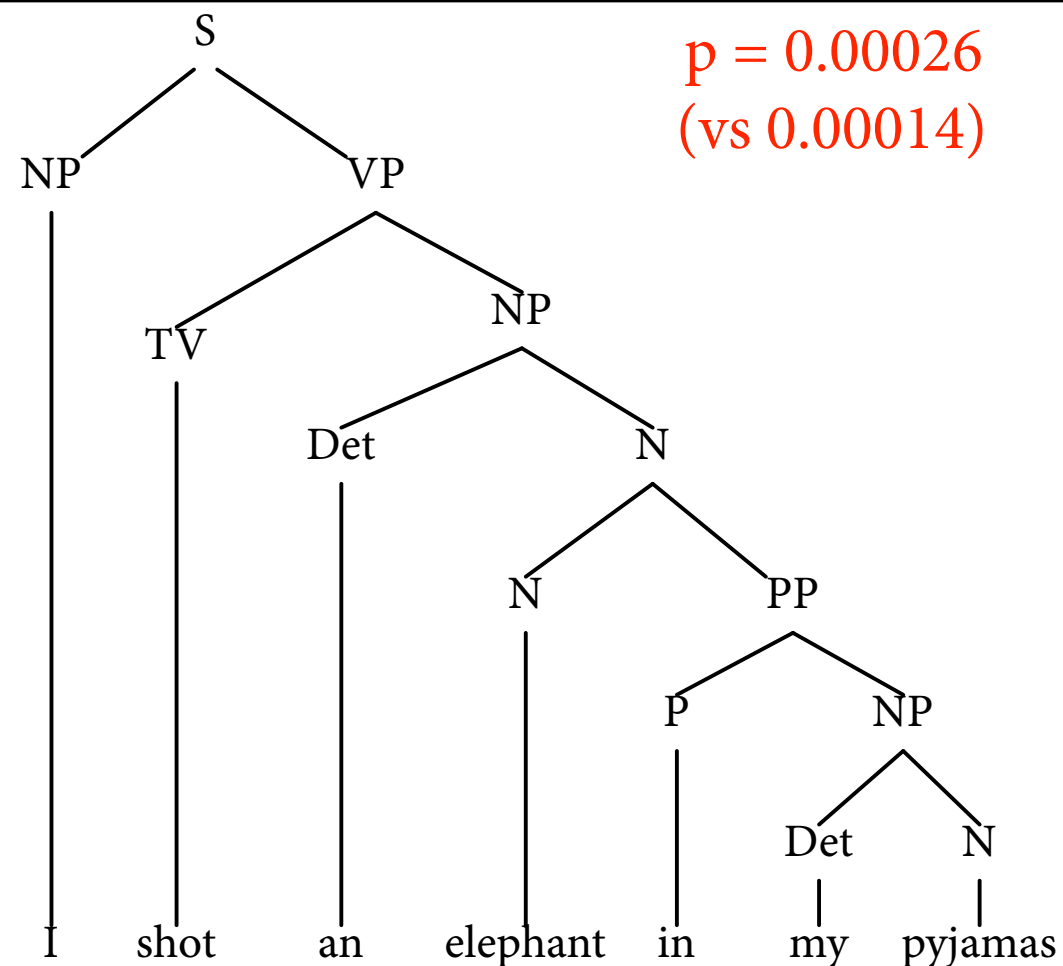 S
p = 0.00026
(vs 0.00014)
NP VP
NP
TV
Det N
N PP
P NP
Det N
I shot an elephant in my pyjamas